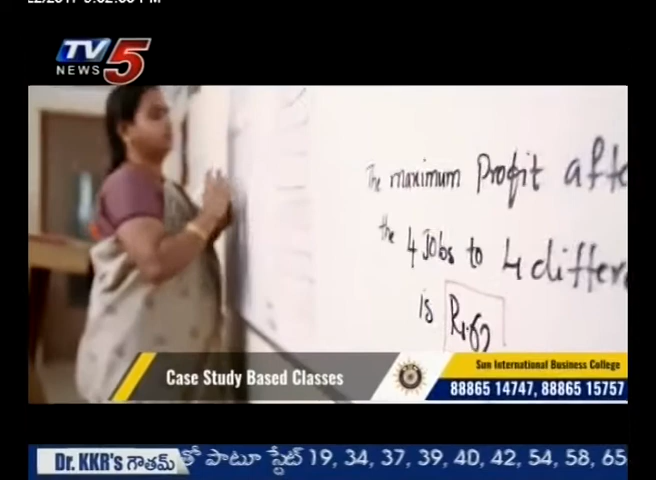 TV5
NEWS
The maximum Profit afte
the 4 Jobs to 4 differe
is
Case Study Based Classes
Sun International Business College
88865 14747, 88865 15757
Dr. KKR's గౌతమ్ తో పాటూ స్టేట్ 19, 34, 37, 39, 40, 42, 54, 58, 65